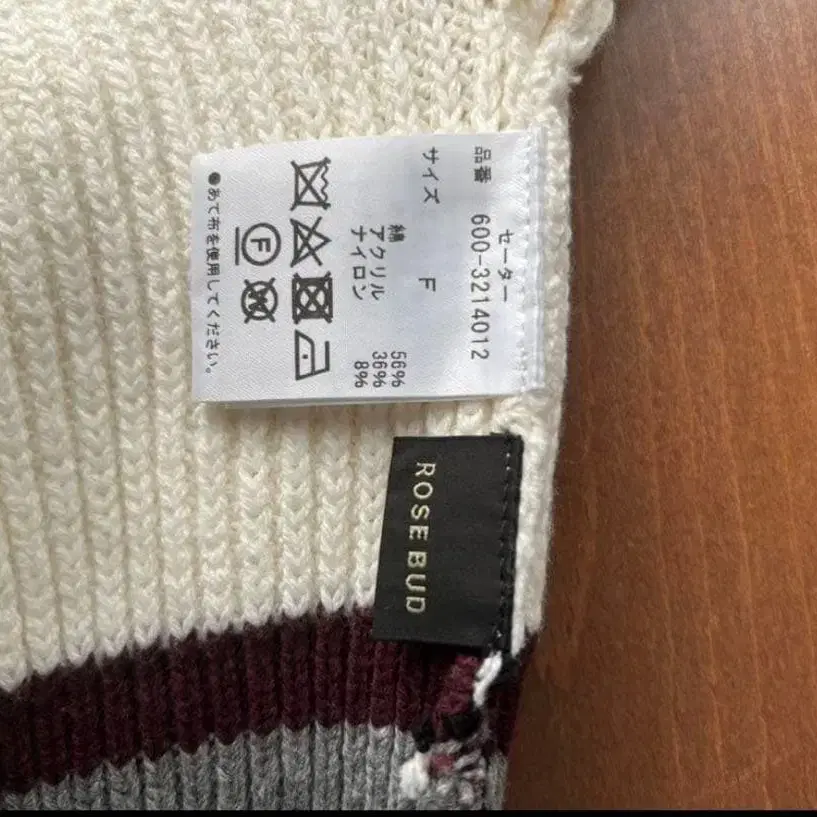 セーター
品番 600-3214012
サイズ F
綿 56%
アクリル 36%
ナイロン 8%
F
W
●あて布を使用してください。
ROSE BUD